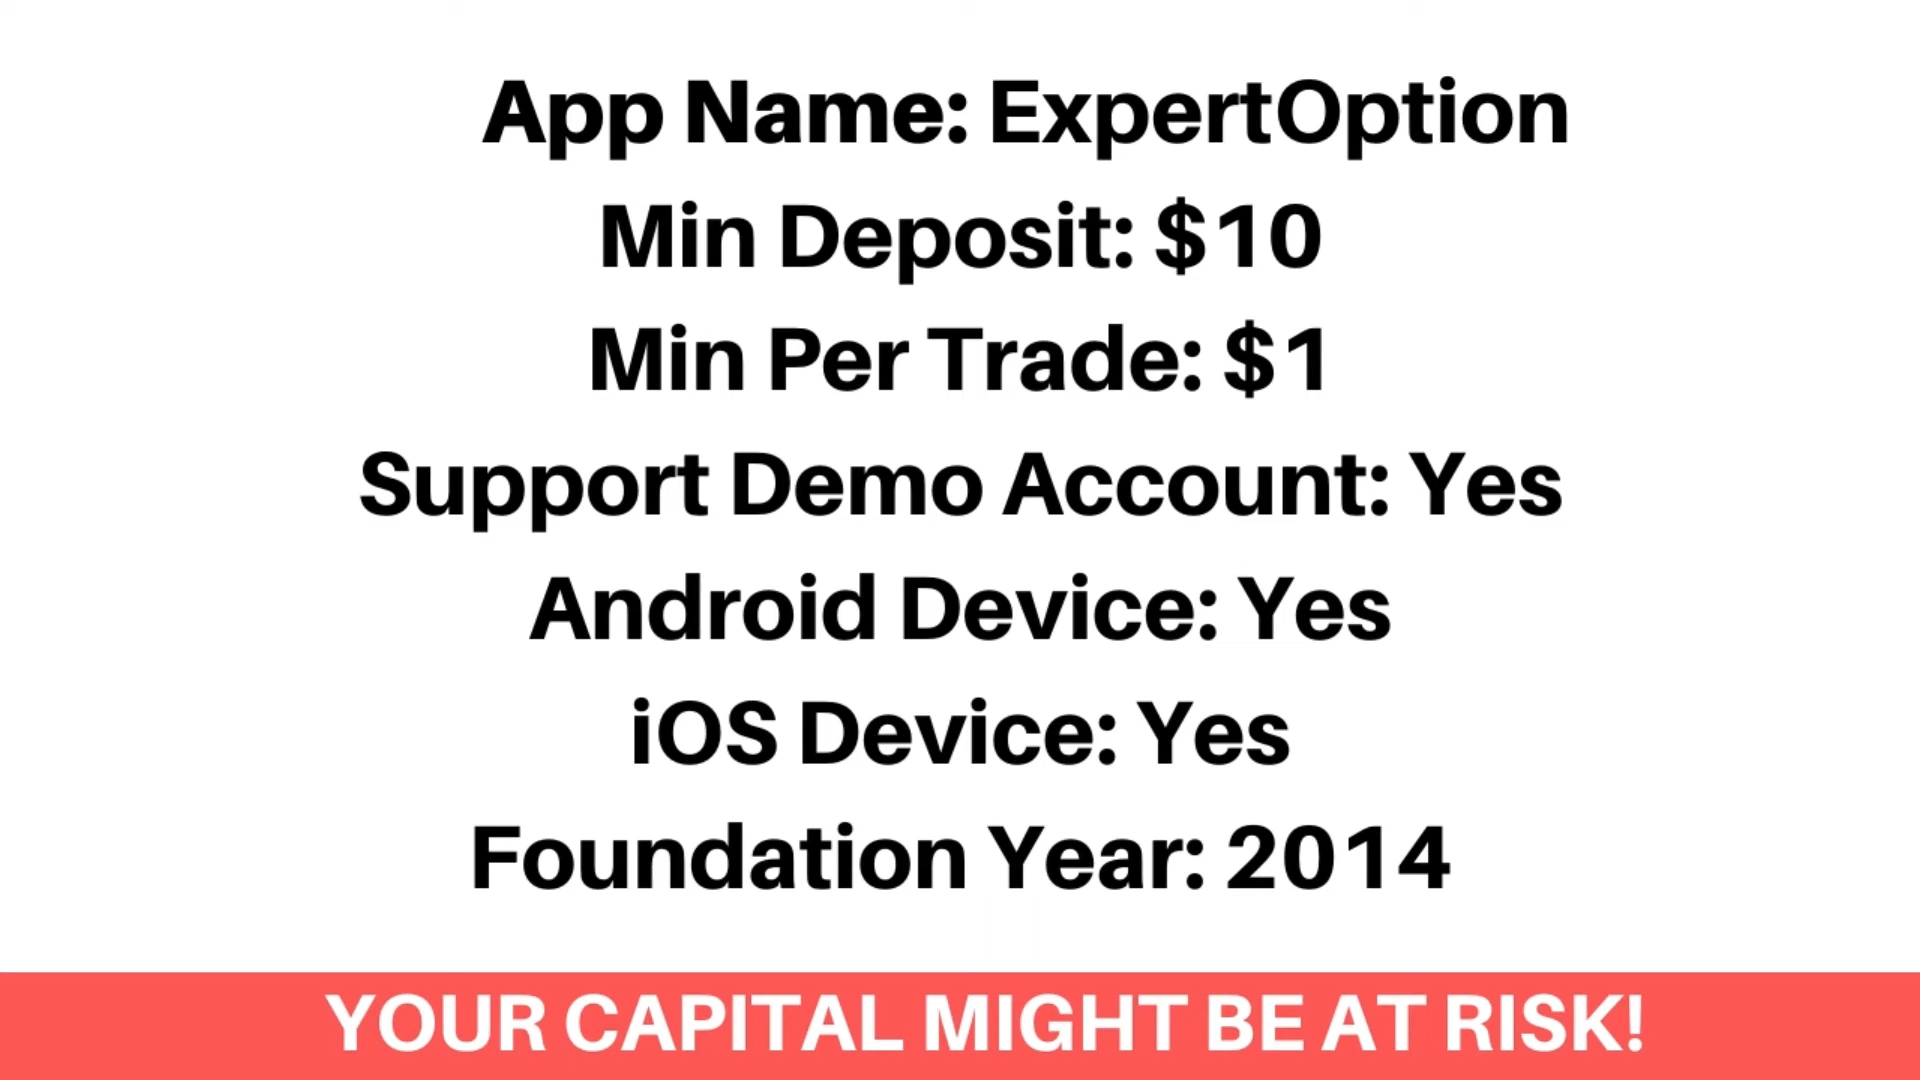 App Name: ExpertOption
Min Deposit: $10
Min Per Trade: $1
Support Demo Account: Yes
Android Device: Yes
iOS Device: Yes
Foundation Year: 2014
YOUR CAPITAL MIGHT BE AT RISK!